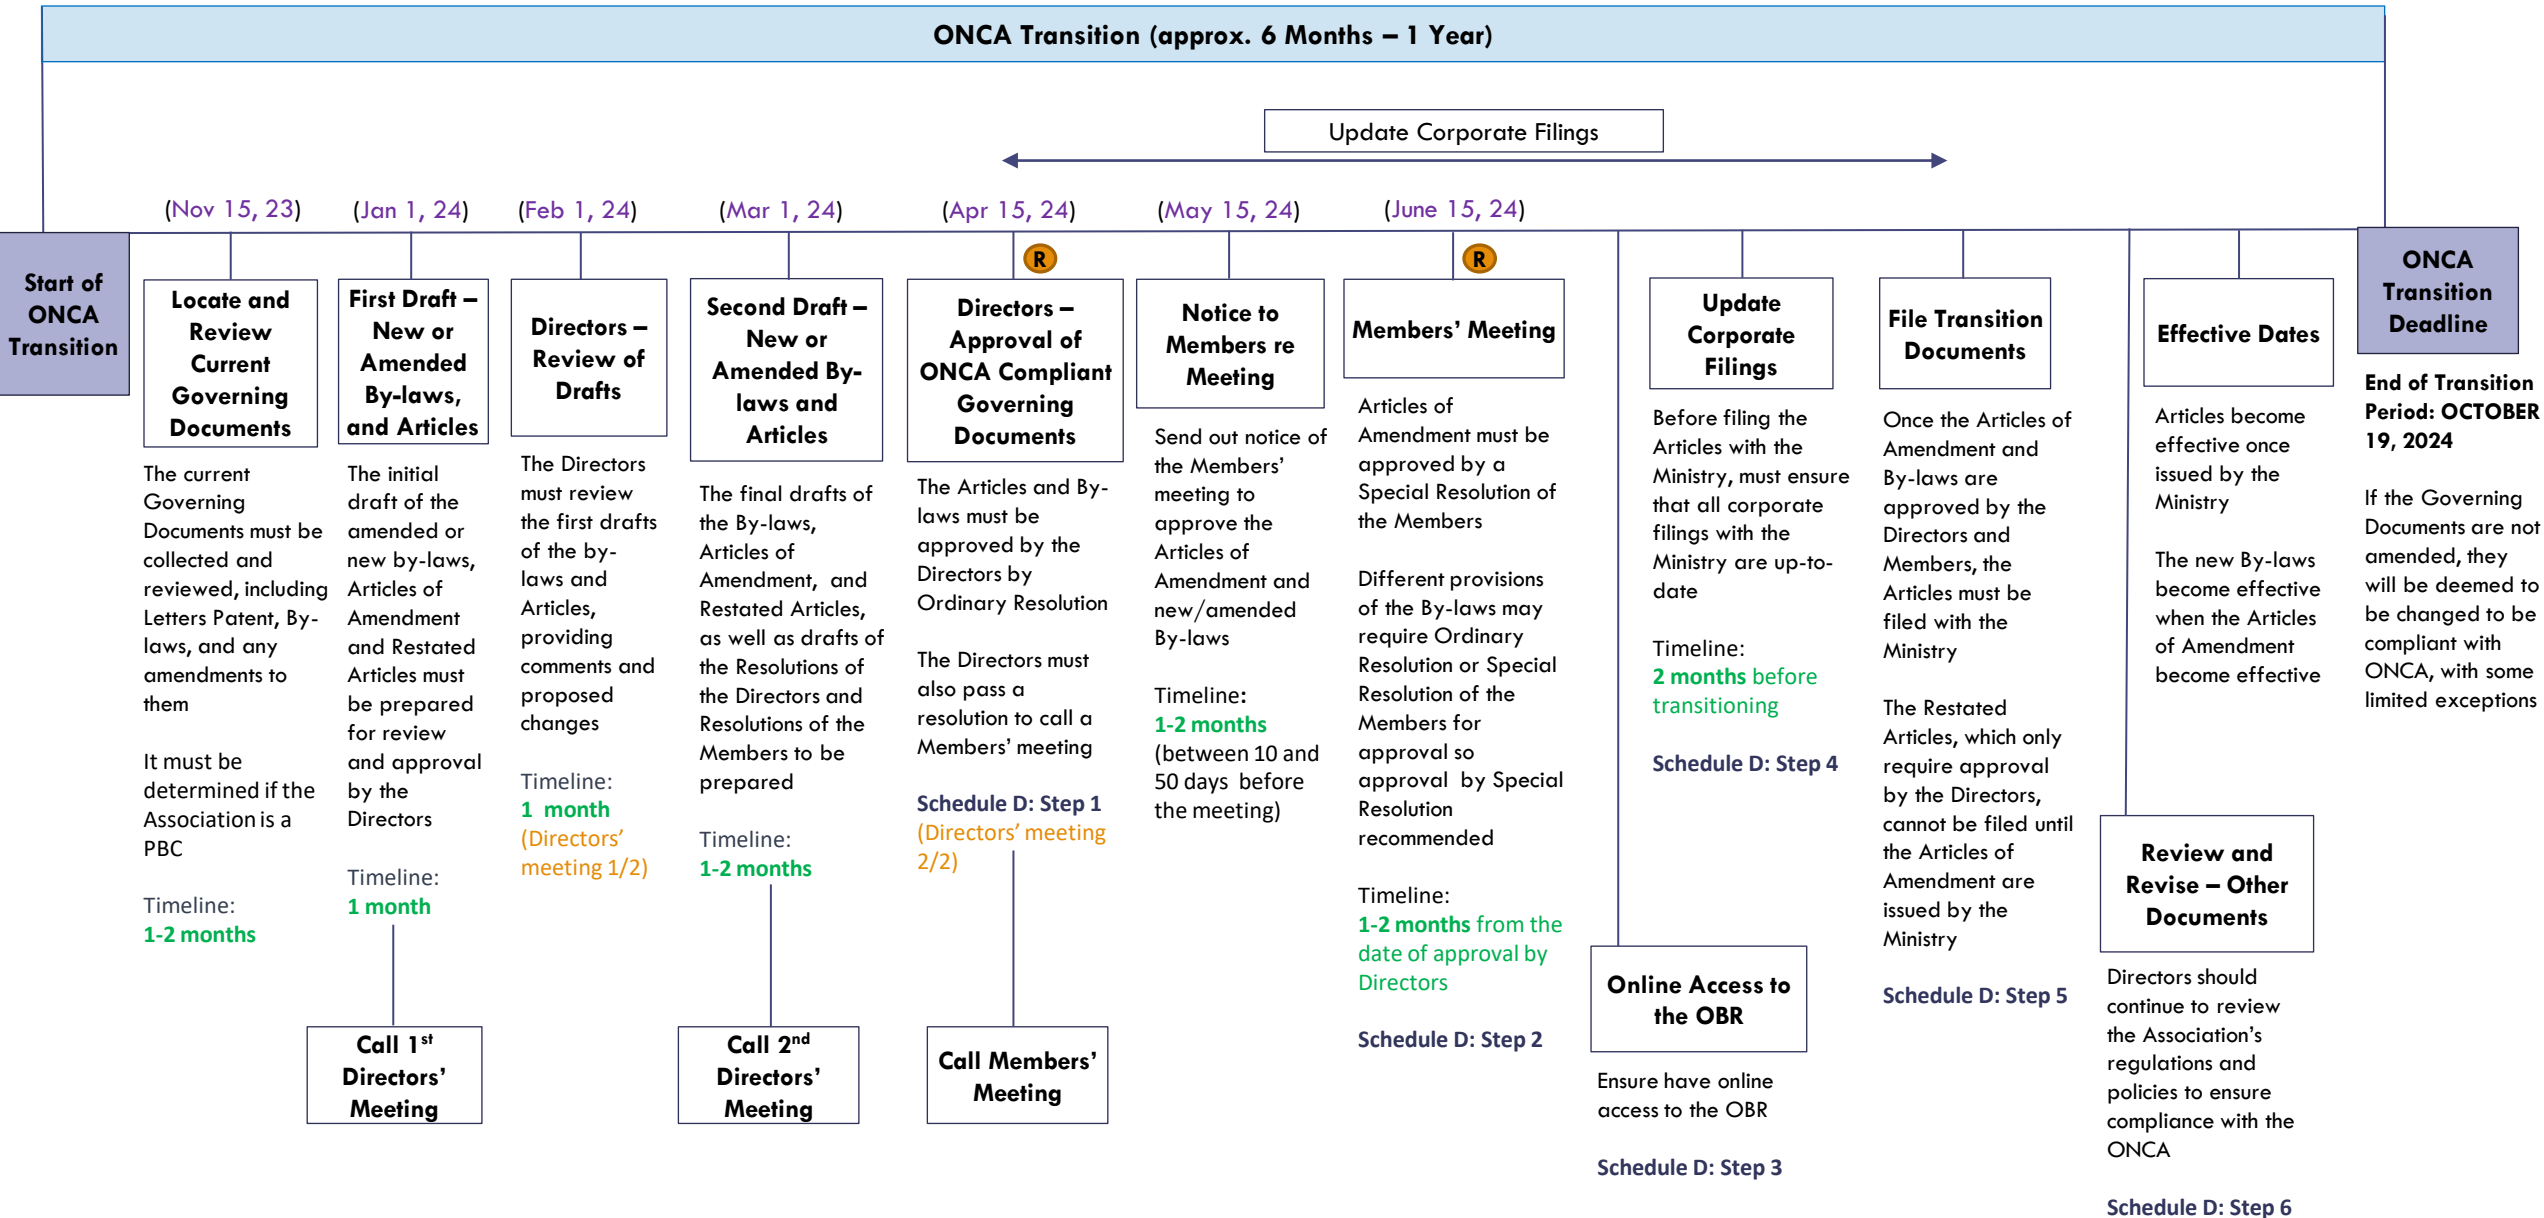 ONCA Transition (approx. 6 Months – 1 Year)
Update Corporate Filings
(Nov 15, 23)
(Jan 1, 24)
(Feb 1, 24)
(Mar 1, 24)
(Apr 15, 24)
(May 15, 24)
(June 15, 24)
R
R
Start of
ONCA
Transition
Locate and
Review
Current
Governing
Documents
The current
Governing
Documents must be
collected and
reviewed, including
Letters Patent, By-
laws, and any
amendments to
them
It must be
determined if the
Association is a
PBC
Timeline:
1-2 months
First Draft –
New or
Amended
By-laws,
and Articles
The initial
draft of the
amended or
new by-laws,
Articles of
Amendment
and Restated
Articles must
be prepared
for review
and approval
by the
Directors
Timeline:
1 month
Call 1st
Directors’
Meeting
Directors –
Review of
Drafts
The Directors
must review
the first drafts
of the by-
laws and
Articles,
providing
comments and
proposed
changes
Timeline:
1 month
(Directors’
meeting 1/2)
Second Draft –
New or
Amended By-
laws and
Articles
The final drafts of
the By-laws,
Articles of
Amendment, and
Restated Articles,
as well as drafts of
the Resolutions of
the Directors and
Resolutions of the
Members to be
prepared
Timeline:
1-2 months
Call 2nd
Directors’
Meeting
Directors –
Approval of
ONCA Compliant
Governing
Documents
The Articles and By-
laws must be
approved by the
Directors by
Ordinary Resolution
The Directors must
also pass a
resolution to call a
Members’ meeting
Schedule D: Step 1
(Directors’ meeting
2/2)
Call Members’
Meeting
Notice to
Members re
Meeting
Send out notice of
the Members’
meeting to
approve the
Articles of
Amendment and
new/amended
By-laws
Timeline:
1-2 months
(between 10 and
50 days before
the meeting)
Members’ Meeting
Articles of
Amendment must be
approved by a
Special Resolution of
the Members
Different provisions
of the By-laws may
require Ordinary
Resolution or Special
Resolution of the
Members for
approval so
approval by Special
Resolution
recommended
Timeline:
1-2 months from the
date of approval by
Directors
Schedule D: Step 2
Online Access to
the OBR
Ensure have online
access to the OBR
Schedule D: Step 3
Update
Corporate
Filings
Before filing the
Articles with the
Ministry, must ensure
that all corporate
filings with the
Ministry are up-to-
date
Timeline:
2 months before
transitioning
Schedule D: Step 4
File Transition
Documents
Once the Articles of
Amendment and
By-laws are
approved by the
Directors and
Members, the
Articles must be
filed with the
Ministry
The Restated
Articles, which only
require approval
by the Directors,
cannot be filed until
the Articles of
Amendment are
issued by the
Ministry
Schedule D: Step 5
Effective Dates
Articles become
effective once
issued by the
Ministry
The new By-laws
become effective
when the Articles
of Amendment
become effective
Review and
Revise – Other
Documents
Directors should
continue to review
the Association’s
regulations and
policies to ensure
compliance with the
ONCA
Schedule D: Step 6
ONCA
Transition
Deadline
End of Transition
Period: OCTOBER
19, 2024
If the Governing
Documents are not
amended, they
will be deemed to
be changed to be
compliant with
ONCA, with some
limited exceptions